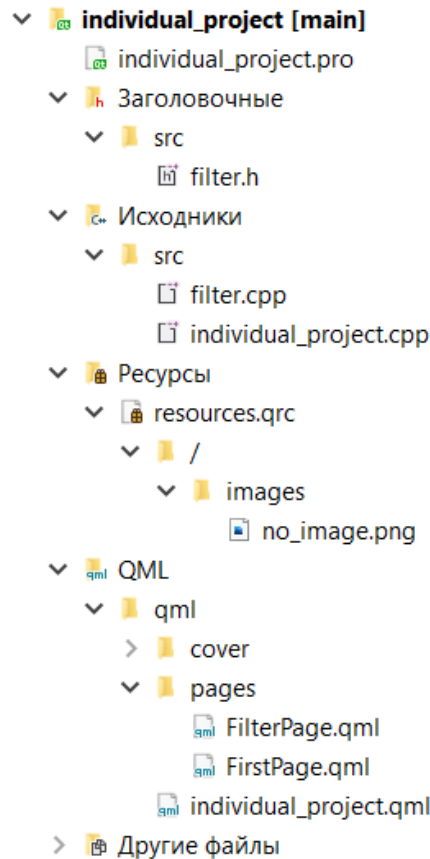 individual_project [main]
individual_project.pro
Заголовочные
src
filter.h
Исходники
src
filter.cpp
individual_project.cpp
Ресурсы
resources.qrc
/
images
no_image.png
QML
qml
cover
pages
FilterPage.qml
FirstPage.qml
individual_project.qml
Другие файлы